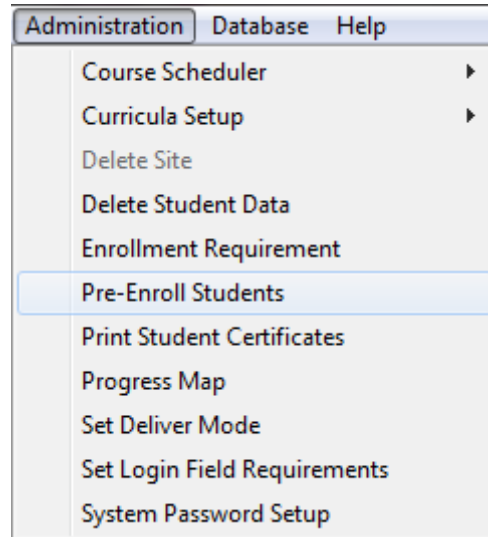 Administration Database Help
Course Scheduler
Curricula Setup
Delete Site
Delete Student Data
Enrollment Requirement
Pre-Enroll Students
Print Student Certificates
Progress Map
Set Deliver Mode
Set Login Field Requirements
System Password Setup